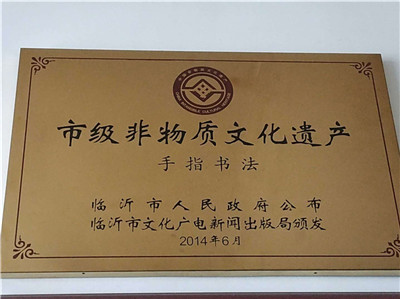 市级非物质文化遗产
手指书法
临沂市人民政府公布
临沂市文化广电新闻出版局颁发
2014年6月